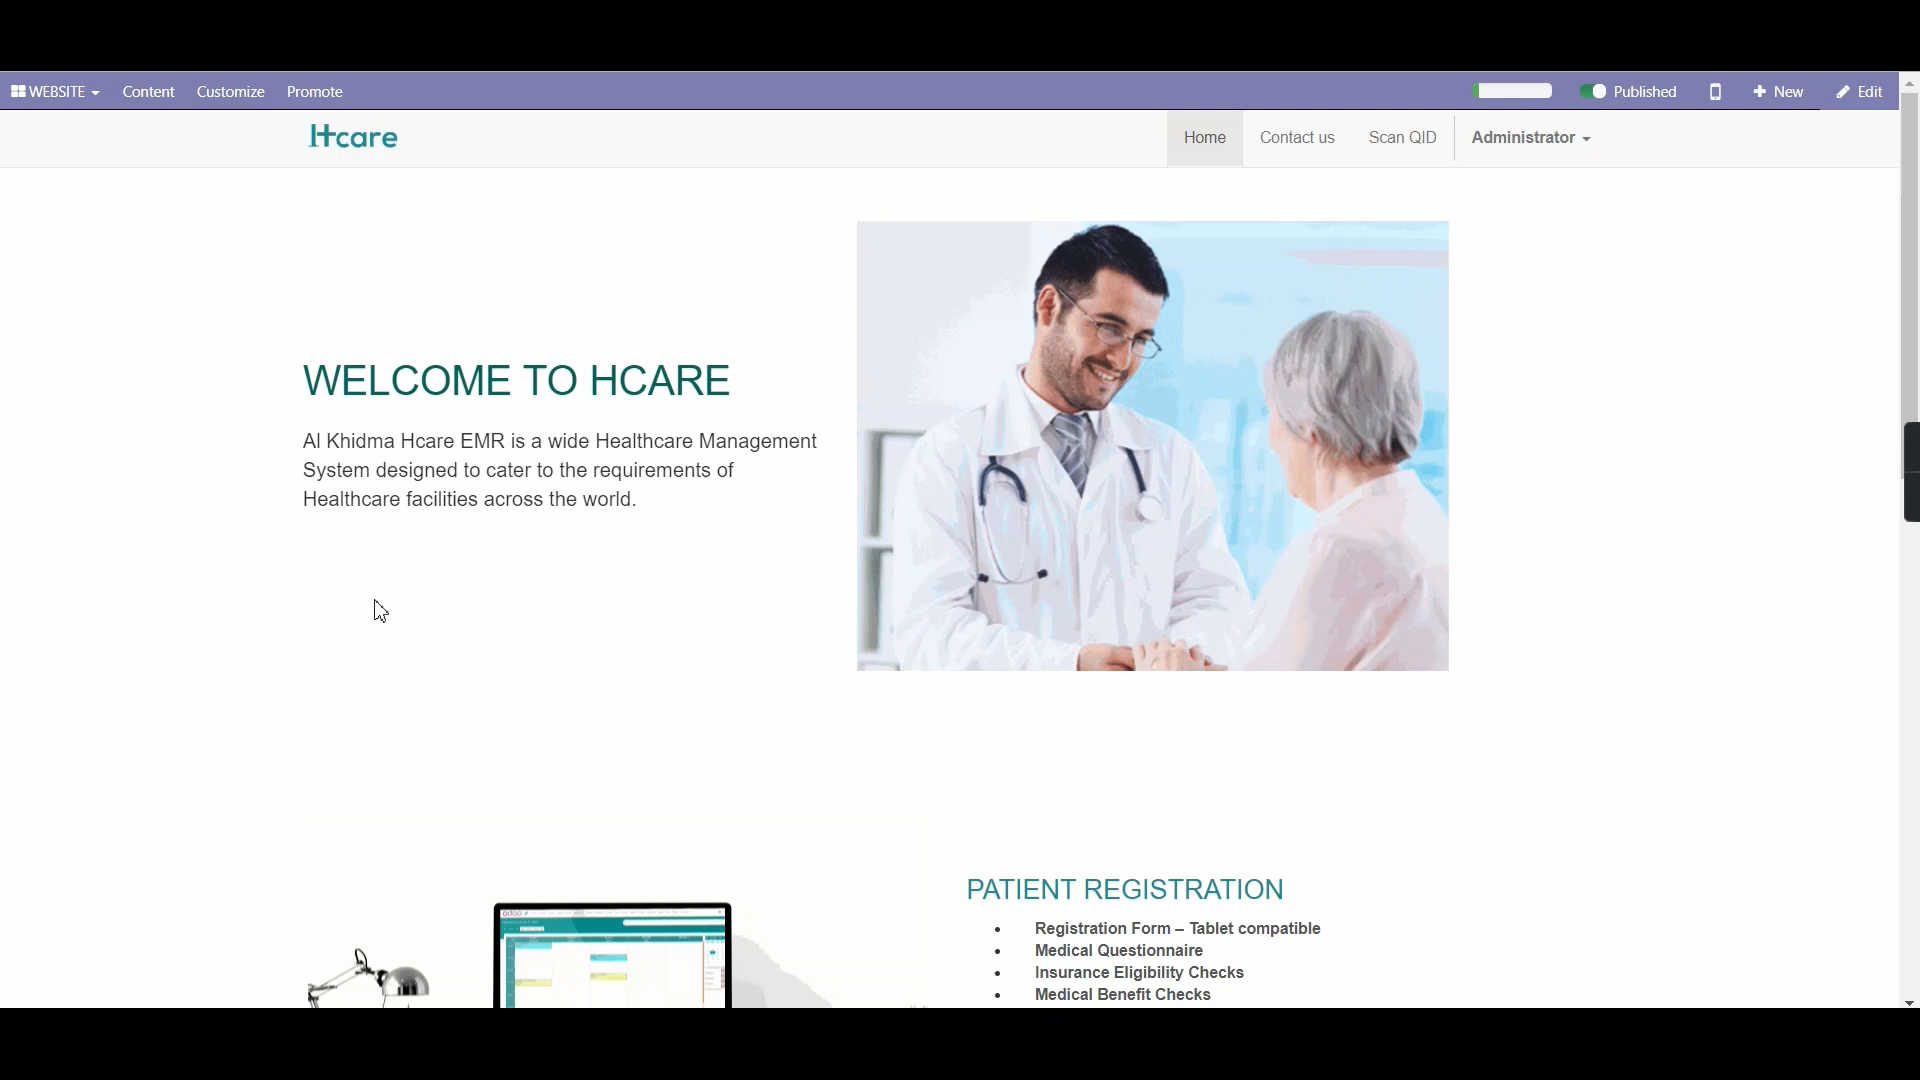 WEBSITE Content Customize Promote Published New Edit
Hcare Home Contact us Scan QID Administrator
WELCOME TO HCARE
Al Khidma Hcare EMR is a wide Healthcare Management
System designed to cater to the requirements of
Healthcare facilities across the world.
PATIENT REGISTRATION
• Registration Form – Tablet compatible
• Medical Questionnaire
• Insurance Eligibility Checks
• Medical Benefit Checks
odoo